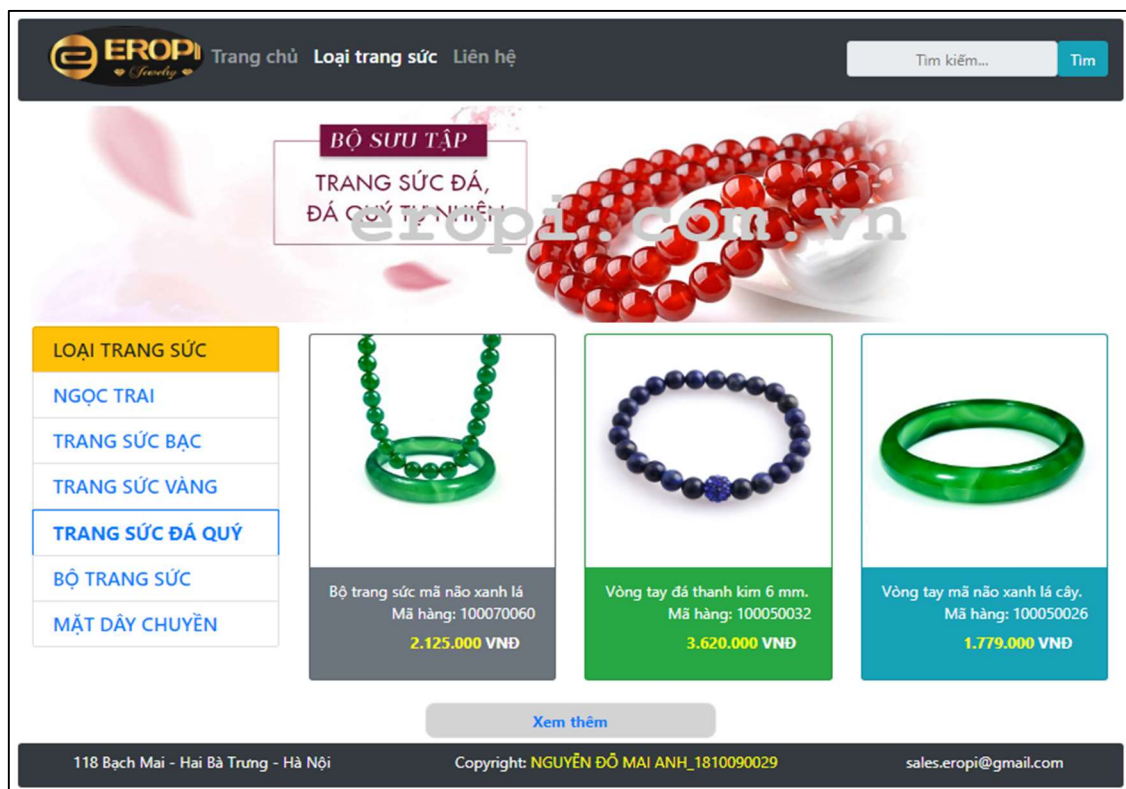 EROPI
Jewelry
Trang chủ Loại trang sức Liên hệ
Tìm kiếm...
Tìm
BỘ SƯU TẬP
TRANG SỨC ĐÁ,
ĐÁ QUÝ TỰ NHIÊN
eropi.com.vn
LOẠI TRANG SỨC
NGỌC TRAI
TRANG SỨC BẠC
TRANG SỨC VÀNG
TRANG SỨC ĐÁ QUÝ
BỘ TRANG SỨC
MẶT DÂY CHUYỀN
Bộ trang sức mã não xanh lá
Mã hàng: 100070060
2.125.000 VNĐ
Vòng tay đá thanh kim 6 mm.
Mã hàng: 100050032
3.620.000 VNĐ
Vòng tay mã não xanh lá cây.
Mã hàng: 100050026
1.779.000 VNĐ
Xem thêm
118 Bạch Mai - Hai Bà Trưng - Hà Nội
Copyright: NGUYỄN ĐỖ MAI ANH_1810090029
sales.eropi@gmail.com